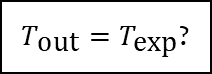 T_out = T_exp?